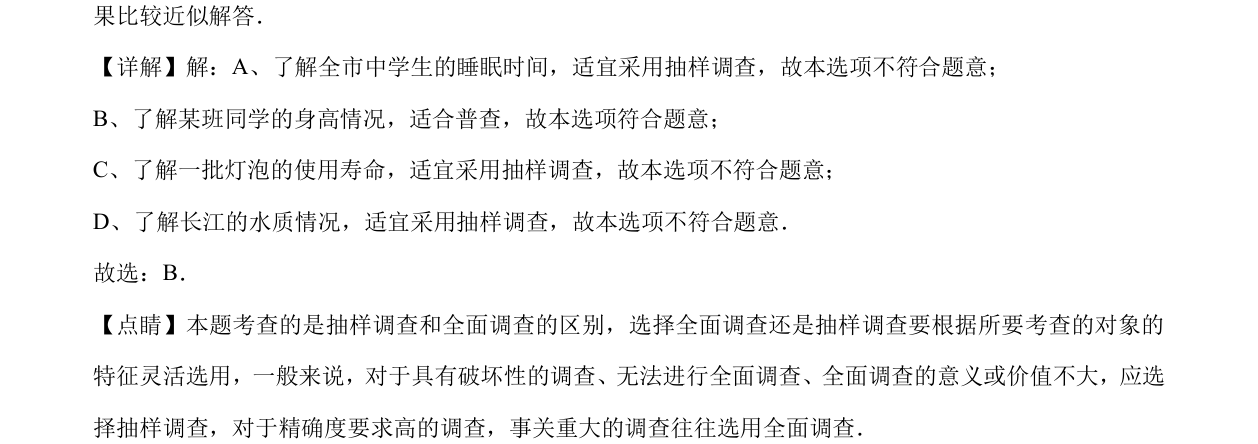 果比较近似解答．
【详解】解：A、了解全市中学生的睡眠时间，适宜采用抽样调查，故本选项不符合题意；
B、了解某班同学的身高情况，适合普查，故本选项符合题意；
C、了解一批灯泡的使用寿命，适宜采用抽样调查，故本选项不符合题意；
D、了解长江的水质情况，适宜采用抽样调查，故本选项不符合题意．
故选：B．
【点睛】本题考查的是抽样调查和全面调查的区别，选择全面调查还是抽样调查要根据所要考查的对象的
特征灵活选用，一般来说，对于具有破坏性的调查、无法进行全面调查、全面调查的意义或价值不大，应选
择抽样调查，对于精确度要求高的调查，事关重大的调查往往选用全面调查．